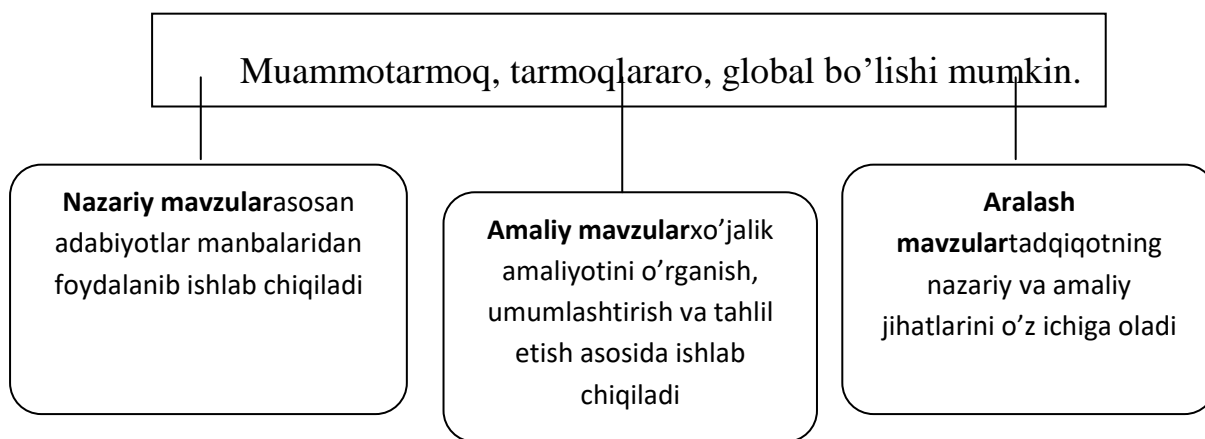 Muammotarmoq, tarmoqlararo, global bo’lishi mumkin.
Nazariy mavzularasosan
adabiyotlar manbalaridan
foydalanib ishlab chiqiladi
Amaliy mavzularxo’jalik
amaliyotini o’rganish,
umumlashtirish va tahlil
etish asosida ishlab
chiqiladi
Aralash
mavzulartadqiqotning
nazariy va amaliy
jihatlarini o’z ichiga oladi